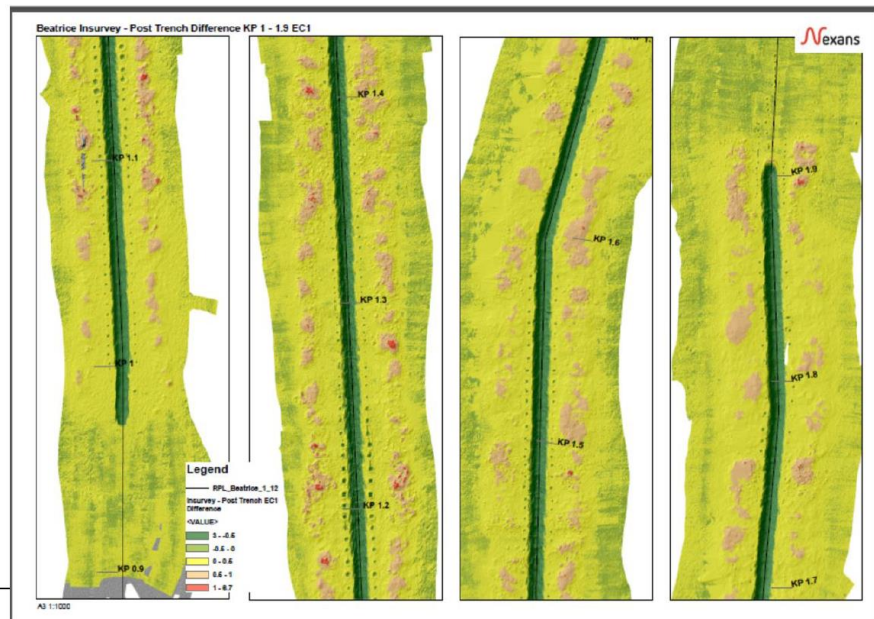 Beatrice Insurvey - Post Trench Difference KP 1 - 1.9 EC1
Nexans
KP 1.1
KP 1
KP 0.9
KP 1.4
KP 1.3
KP 1.2
KP 1.6
KP 1.5
KP 1.9
KP 1.8
KP 1.7
Legend
RPL_Beatrice_1_12
Insurvey - Post Trench EC1
Difference
<VALUE>
-0.5 - 0
0 - 0.5
0.5 - 1
1 - 6.7
A3 1:1000